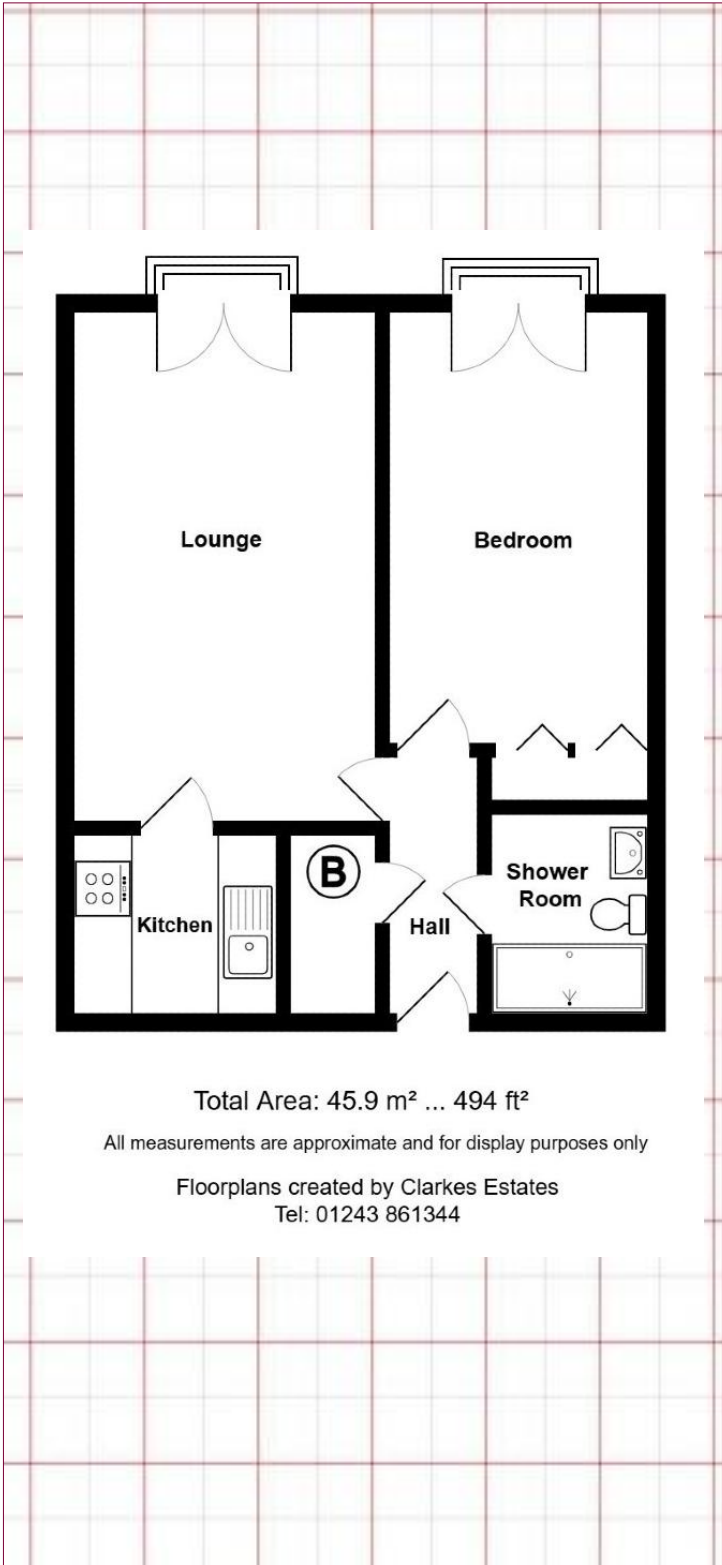 Lounge
Bedroom
B
Shower
Room
Kitchen
Hall
Total Area: 45.9 m² ... 494 ft²
All measurements are approximate and for display purposes only
Floorplans created by Clarkes Estates
Tel: 01243 861344